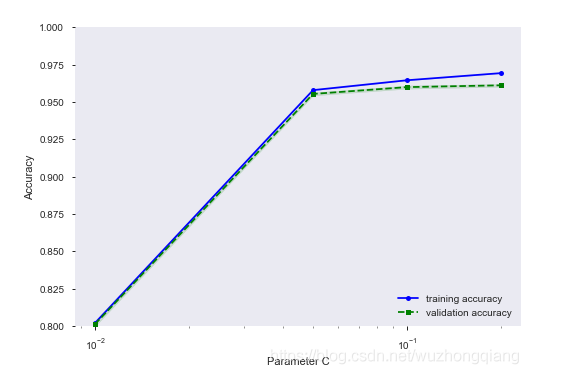 1.000
0.975
0.950
0.925
0.900
0.875
0.850
0.825
0.800
Accuracy
training accuracy
validation accuracy
10⁻²
10⁻¹
https://blog.csdn.net/wuzhongqiang
Parameter C